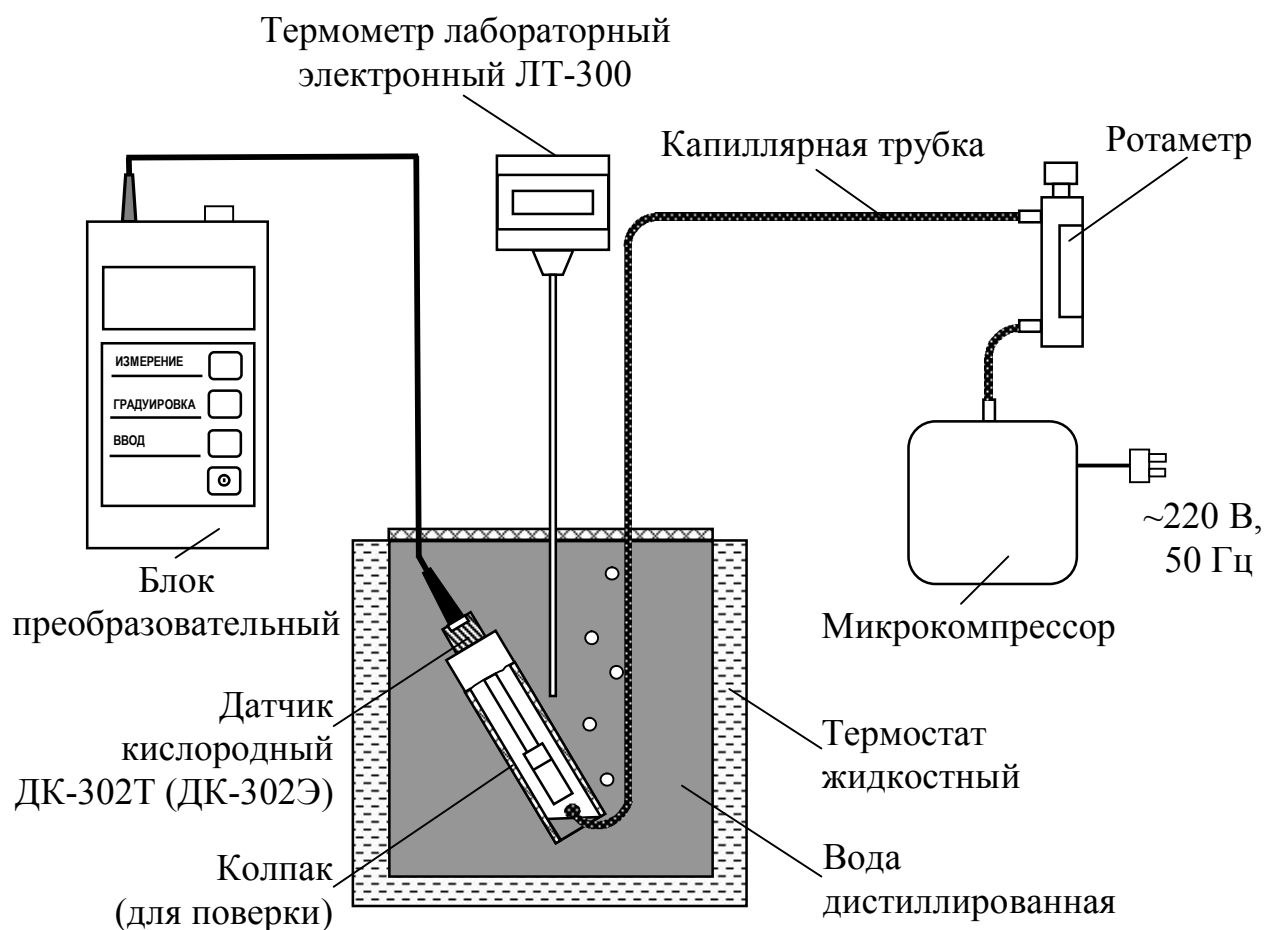 Термометр лабораторный
электронный ЛТ-300
Капиллярная трубка
Ротаметр
ИЗМЕРЕНИЕ
ГРАДУИРОВКА
ВВОД
~220 В,
50 Гц
Блок
преобразовательный
Микрокомпрессор
Датчик
кислородный
ДК-302Т (ДК-302Э)
Термостат
жидкостный
Колпак
(для поверки)
Вода
дистиллированная